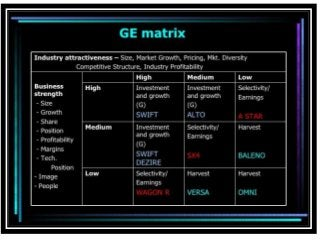 GE matrix
Industry attractiveness – Size, Market Growth, Pricing, Mkt. Diversity
Competitive Structure, Industry Profitability
High Medium Low
Business
strength
- Size
- Growth
- Share
- Position
- Profitability
- Margins
- Tech.
Position
- Image
- People
High
Investment
and growth
(G)
SWIFT
Investment
and growth
(G)
ALTO
Selectivity/
Earnings
A STAR
Medium
Investment
and growth
(G)
SWIFT
DEZIRE
Selectivity/
Earnings
SX4
Harvest
BALENO
Low
Selectivity/
Earnings
WAGON R
Harvest
VERSA
Harvest
OMNI